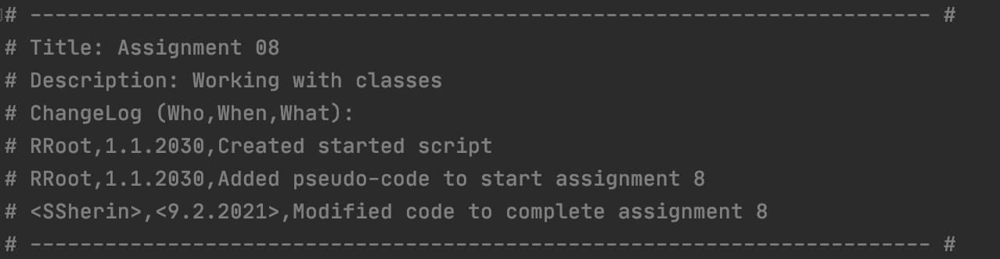 # ------------------------------------------------------------------------ #
# Title: Assignment 08
# Description: Working with classes
# ChangeLog (Who,When,What):
# RRoot,1.1.2030,Created started script
# RRoot,1.1.2030,Added pseudo-code to start assignment 8
# <SSherin>,<9.2.2021>,Modified code to complete assignment 8
# ------------------------------------------------------------------------ #